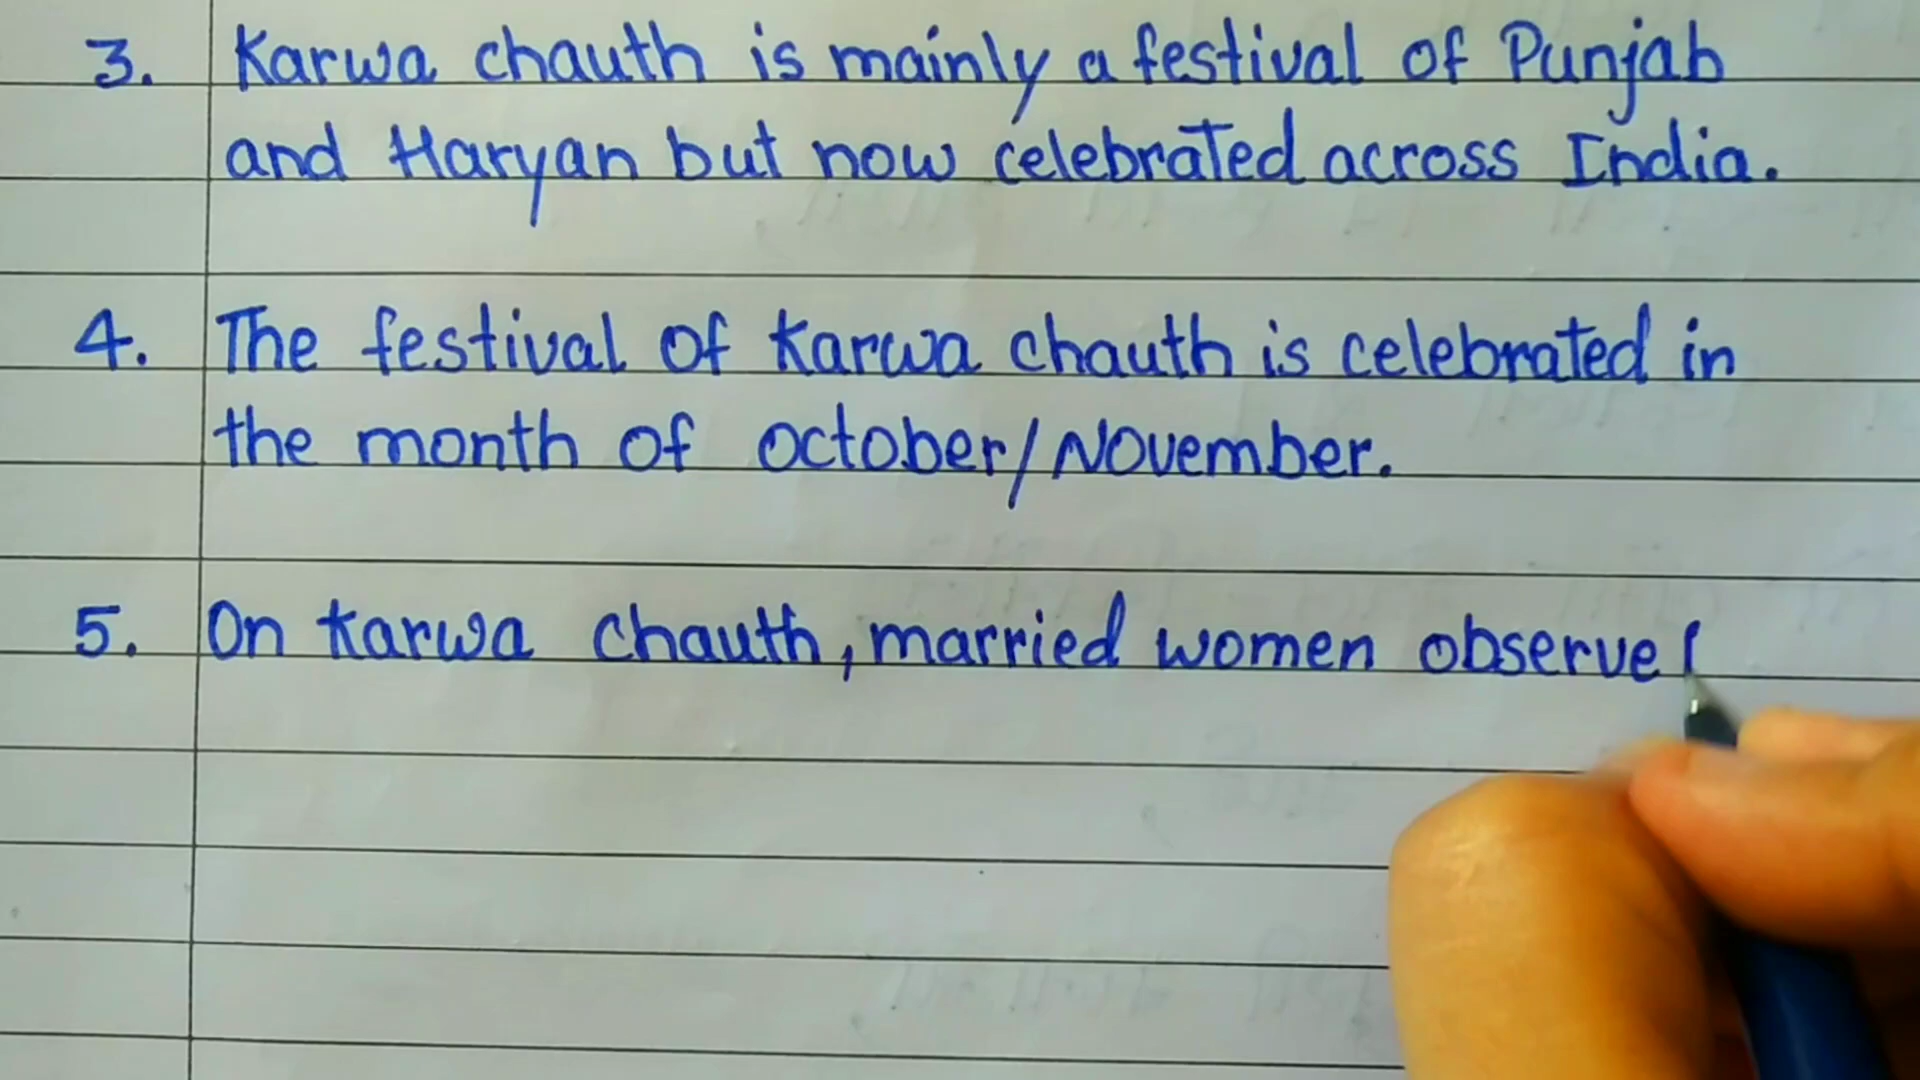 3. Karwa chauth is mainly a festival of Punjab
and Haryan but now celebrated across India.
4. The festival of Karwa chauth is celebrated in
the month of October/November.
5. On Karwa chauth, married women observe